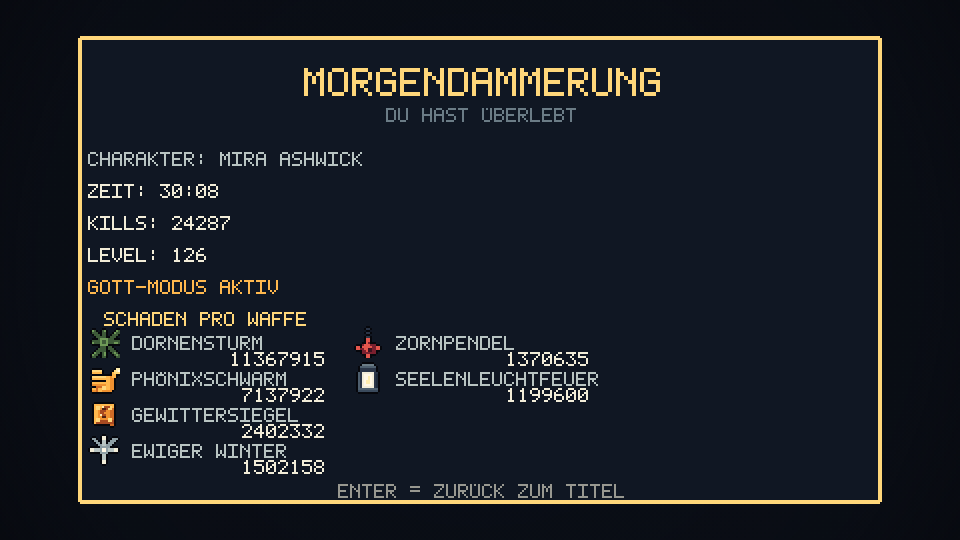 MORGENDÄMMERUNG
DU HAST ÜBERLEBT
CHARAKTER: MIRA ASHWICK
ZEIT: 30:08
KILLS: 24287
LEVEL: 126
GOTT-MODUS AKTIV
SCHADEN PRO WAFFE
DORNENSTURM
11367915
PHÖNIXSCHWARM
7137922
GEWITTERSIEGEL
2402332
EWIGER WINTER
1502158
ZORNPENDEL
1370635
SEELENLEUCHTFEUER
1199600
ENTER = ZURÜCK ZUM TITEL